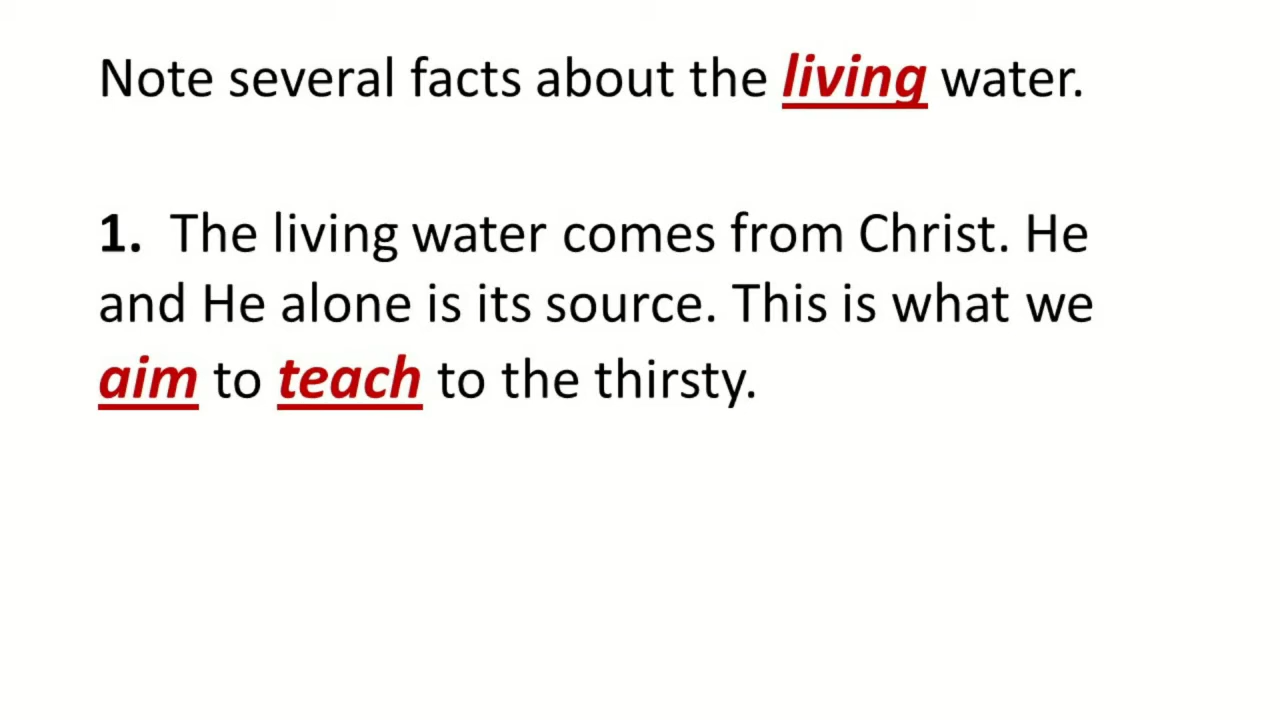 Note several facts about the living water.
1. The living water comes from Christ. He
and He alone is its source. This is what we
aim to teach to the thirsty.